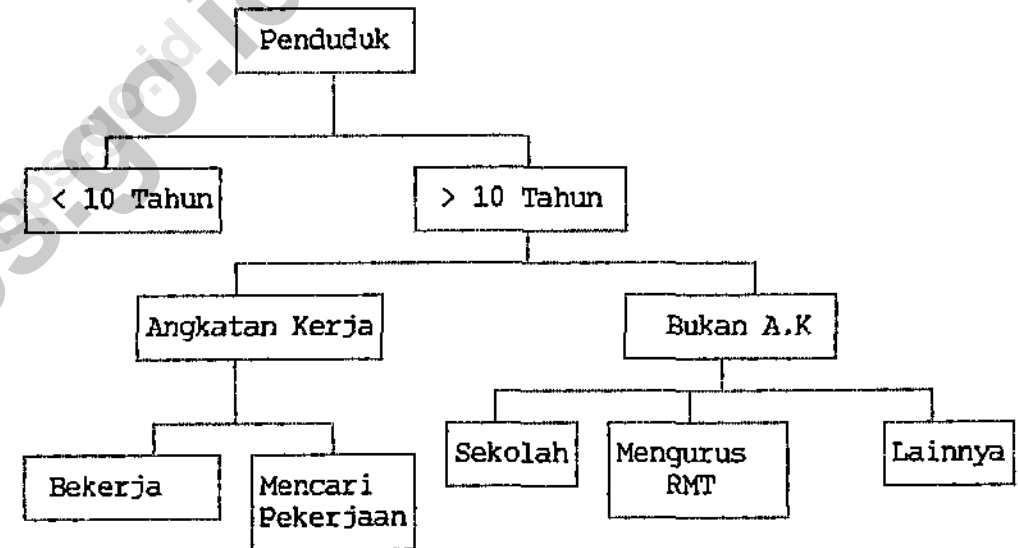 Penduduk
< 10 Tahun
> 10 Tahun
Angkatan Kerja
Bukan A.K
Bekerja
Mencari
Pekerjaan
Sekolah
Mengurus
RMT
Lainnya